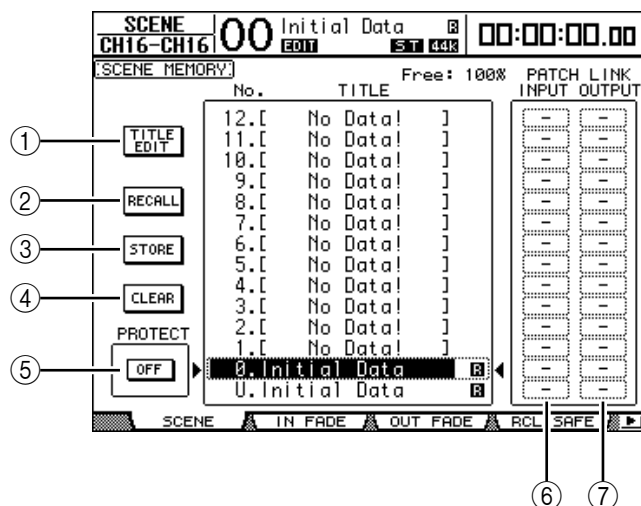 SCENE
CH16-CH16
00
Initial Data R
EDIT ST 44k
00:00:00.00
SCENE MEMORY
Free: 100%
PATCH LINK
No. TITLE
INPUT OUTPUT
12.[ No Data! ] - -
11.[ No Data! ] - -
10.[ No Data! ] - -
9.[ No Data! ] - -
8.[ No Data! ] - -
7.[ No Data! ] - -
6.[ No Data! ] - -
5.[ No Data! ] - -
4.[ No Data! ] - -
3.[ No Data! ] - -
2.[ No Data! ] - -
1.[ No Data! ] - -
0.Initial Data R - -
U.Initial Data R - -
① TITLE EDIT
② RECALL
③ STORE
④ CLEAR
PROTECT
⑤ OFF
SCENE IN FADE OUT FADE RCL SAFE
⑥ ⑦